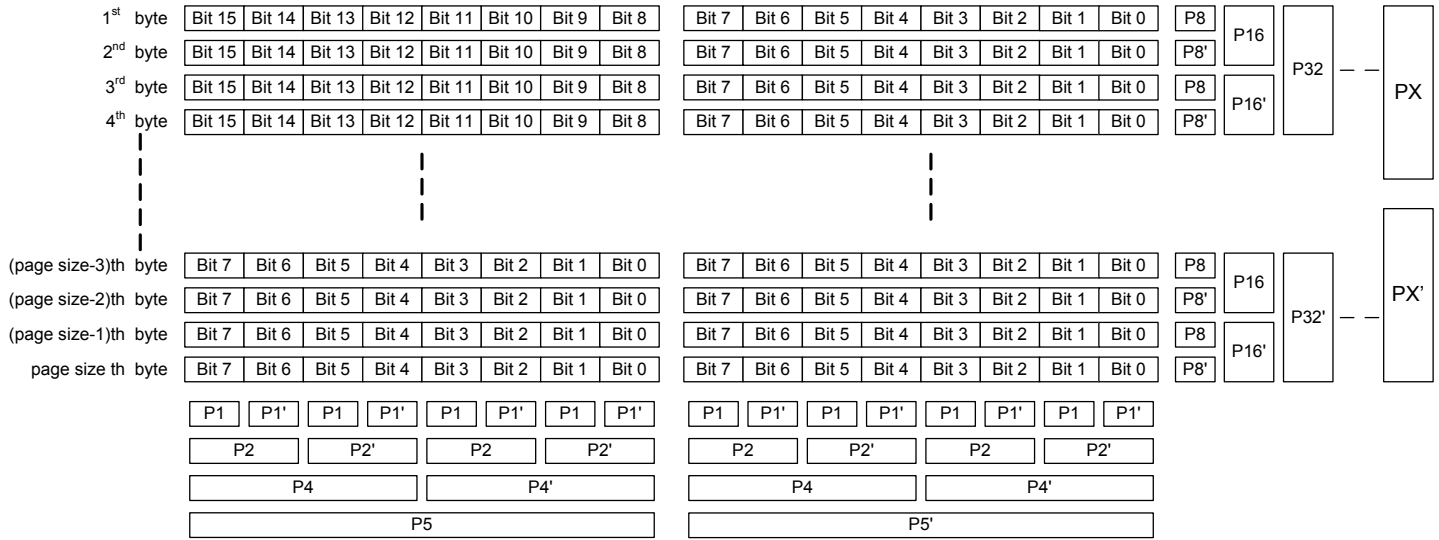 1st byte Bit 15 Bit 14 Bit 13 Bit 12 Bit 11 Bit 10 Bit 9 Bit 8 Bit 7 Bit 6 Bit 5 Bit 4 Bit 3 Bit 2 Bit 1 Bit 0 P8
P16
2nd byte Bit 15 Bit 14 Bit 13 Bit 12 Bit 11 Bit 10 Bit 9 Bit 8 Bit 7 Bit 6 Bit 5 Bit 4 Bit 3 Bit 2 Bit 1 Bit 0 P8'
P32
3rd byte Bit 15 Bit 14 Bit 13 Bit 12 Bit 11 Bit 10 Bit 9 Bit 8 Bit 7 Bit 6 Bit 5 Bit 4 Bit 3 Bit 2 Bit 1 Bit 0 P8
PX
P16'
4th byte Bit 15 Bit 14 Bit 13 Bit 12 Bit 11 Bit 10 Bit 9 Bit 8 Bit 7 Bit 6 Bit 5 Bit 4 Bit 3 Bit 2 Bit 1 Bit 0 P8'
(page size-3)th byte Bit 7 Bit 6 Bit 5 Bit 4 Bit 3 Bit 2 Bit 1 Bit 0 Bit 7 Bit 6 Bit 5 Bit 4 Bit 3 Bit 2 Bit 1 Bit 0 P8
P16
(page size-2)th byte Bit 7 Bit 6 Bit 5 Bit 4 Bit 3 Bit 2 Bit 1 Bit 0 Bit 7 Bit 6 Bit 5 Bit 4 Bit 3 Bit 2 Bit 1 Bit 0 P8'
PX’
P32'
(page size-1)th byte Bit 7 Bit 6 Bit 5 Bit 4 Bit 3 Bit 2 Bit 1 Bit 0 Bit 7 Bit 6 Bit 5 Bit 4 Bit 3 Bit 2 Bit 1 Bit 0 P8
P16'
page size th byte Bit 7 Bit 6 Bit 5 Bit 4 Bit 3 Bit 2 Bit 1 Bit 0 Bit 7 Bit 6 Bit 5 Bit 4 Bit 3 Bit 2 Bit 1 Bit 0 P8'
P1 P1' P1 P1' P1 P1' P1 P1' P1 P1' P1 P1' P1 P1' P1 P1'
P2 P2' P2 P2' P2 P2' P2 P2'
P4 P4' P4 P4'
P5 P5'